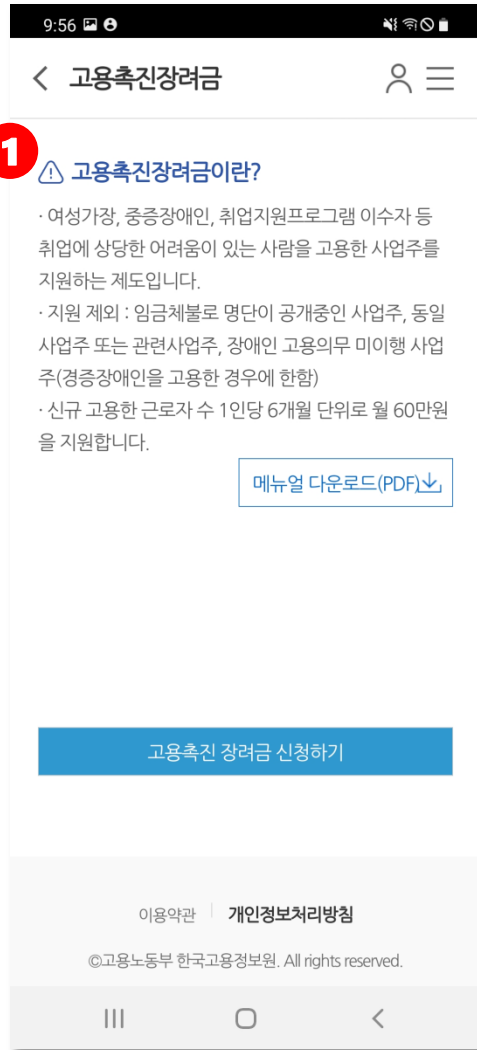 9:56
고용촉진장려금
1
고용촉진장려금이란?
· 여성가장, 중증장애인, 취업지원프로그램 이수자 등
취업에 상당한 어려움이 있는 사람을 고용한 사업주를
지원하는 제도입니다.
· 지원 제외 : 임금체불로 명단이 공개중인 사업주, 동일
사업주 또는 관련사업주, 장애인 고용의무 미이행 사업
주(경증장애인을 고용한 경우에 한함)
· 신규 고용한 근로자 수 1인당 6개월 단위로 월 60만원
을 지원합니다.
메뉴얼 다운로드(PDF)
고용촉진 장려금 신청하기
이용약관 개인정보처리방침
©고용노동부 한국고용정보원. All rights reserved.